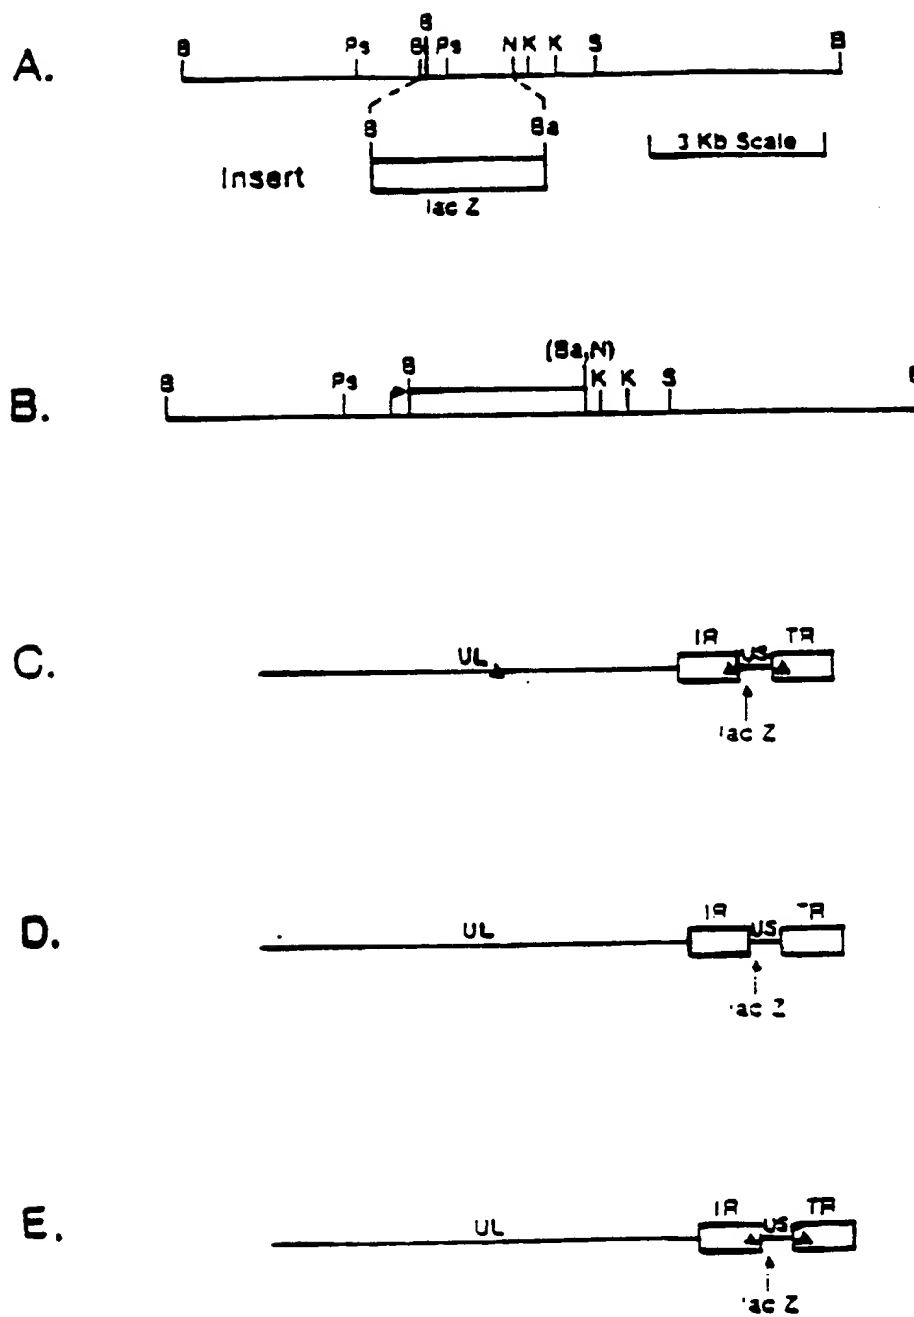 A.
B Ps B B Ps N K K S B
B Ba
3 Kb Scale
Insert
lac Z
B.
B Ps B (Ba,N) K K S
C.
UL IR US TR
lac Z
D.
UL IR US TR
lac Z
E.
UL IR US TR
lac Z